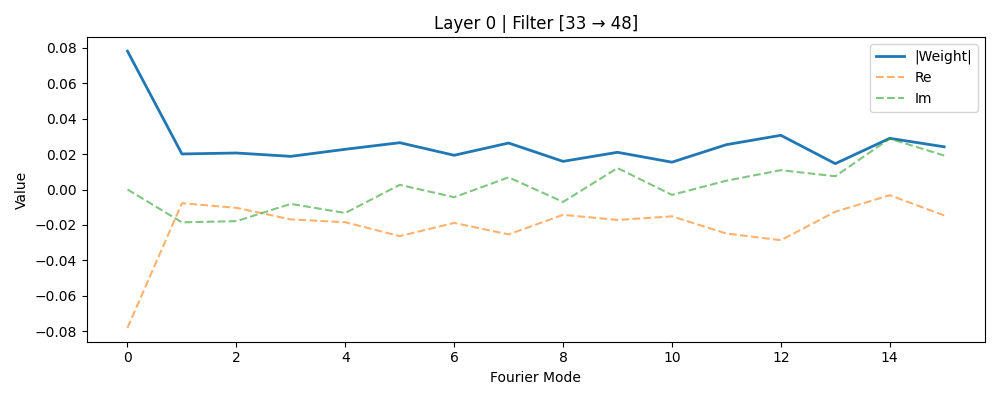 Layer 0 | Filter [33 → 48]
|Weight|
Re
Im
Value
0.08
0.06
0.04
0.02
0.00
−0.02
−0.04
−0.06
−0.08
0 2 4 6 8 10 12 14
Fourier Mode